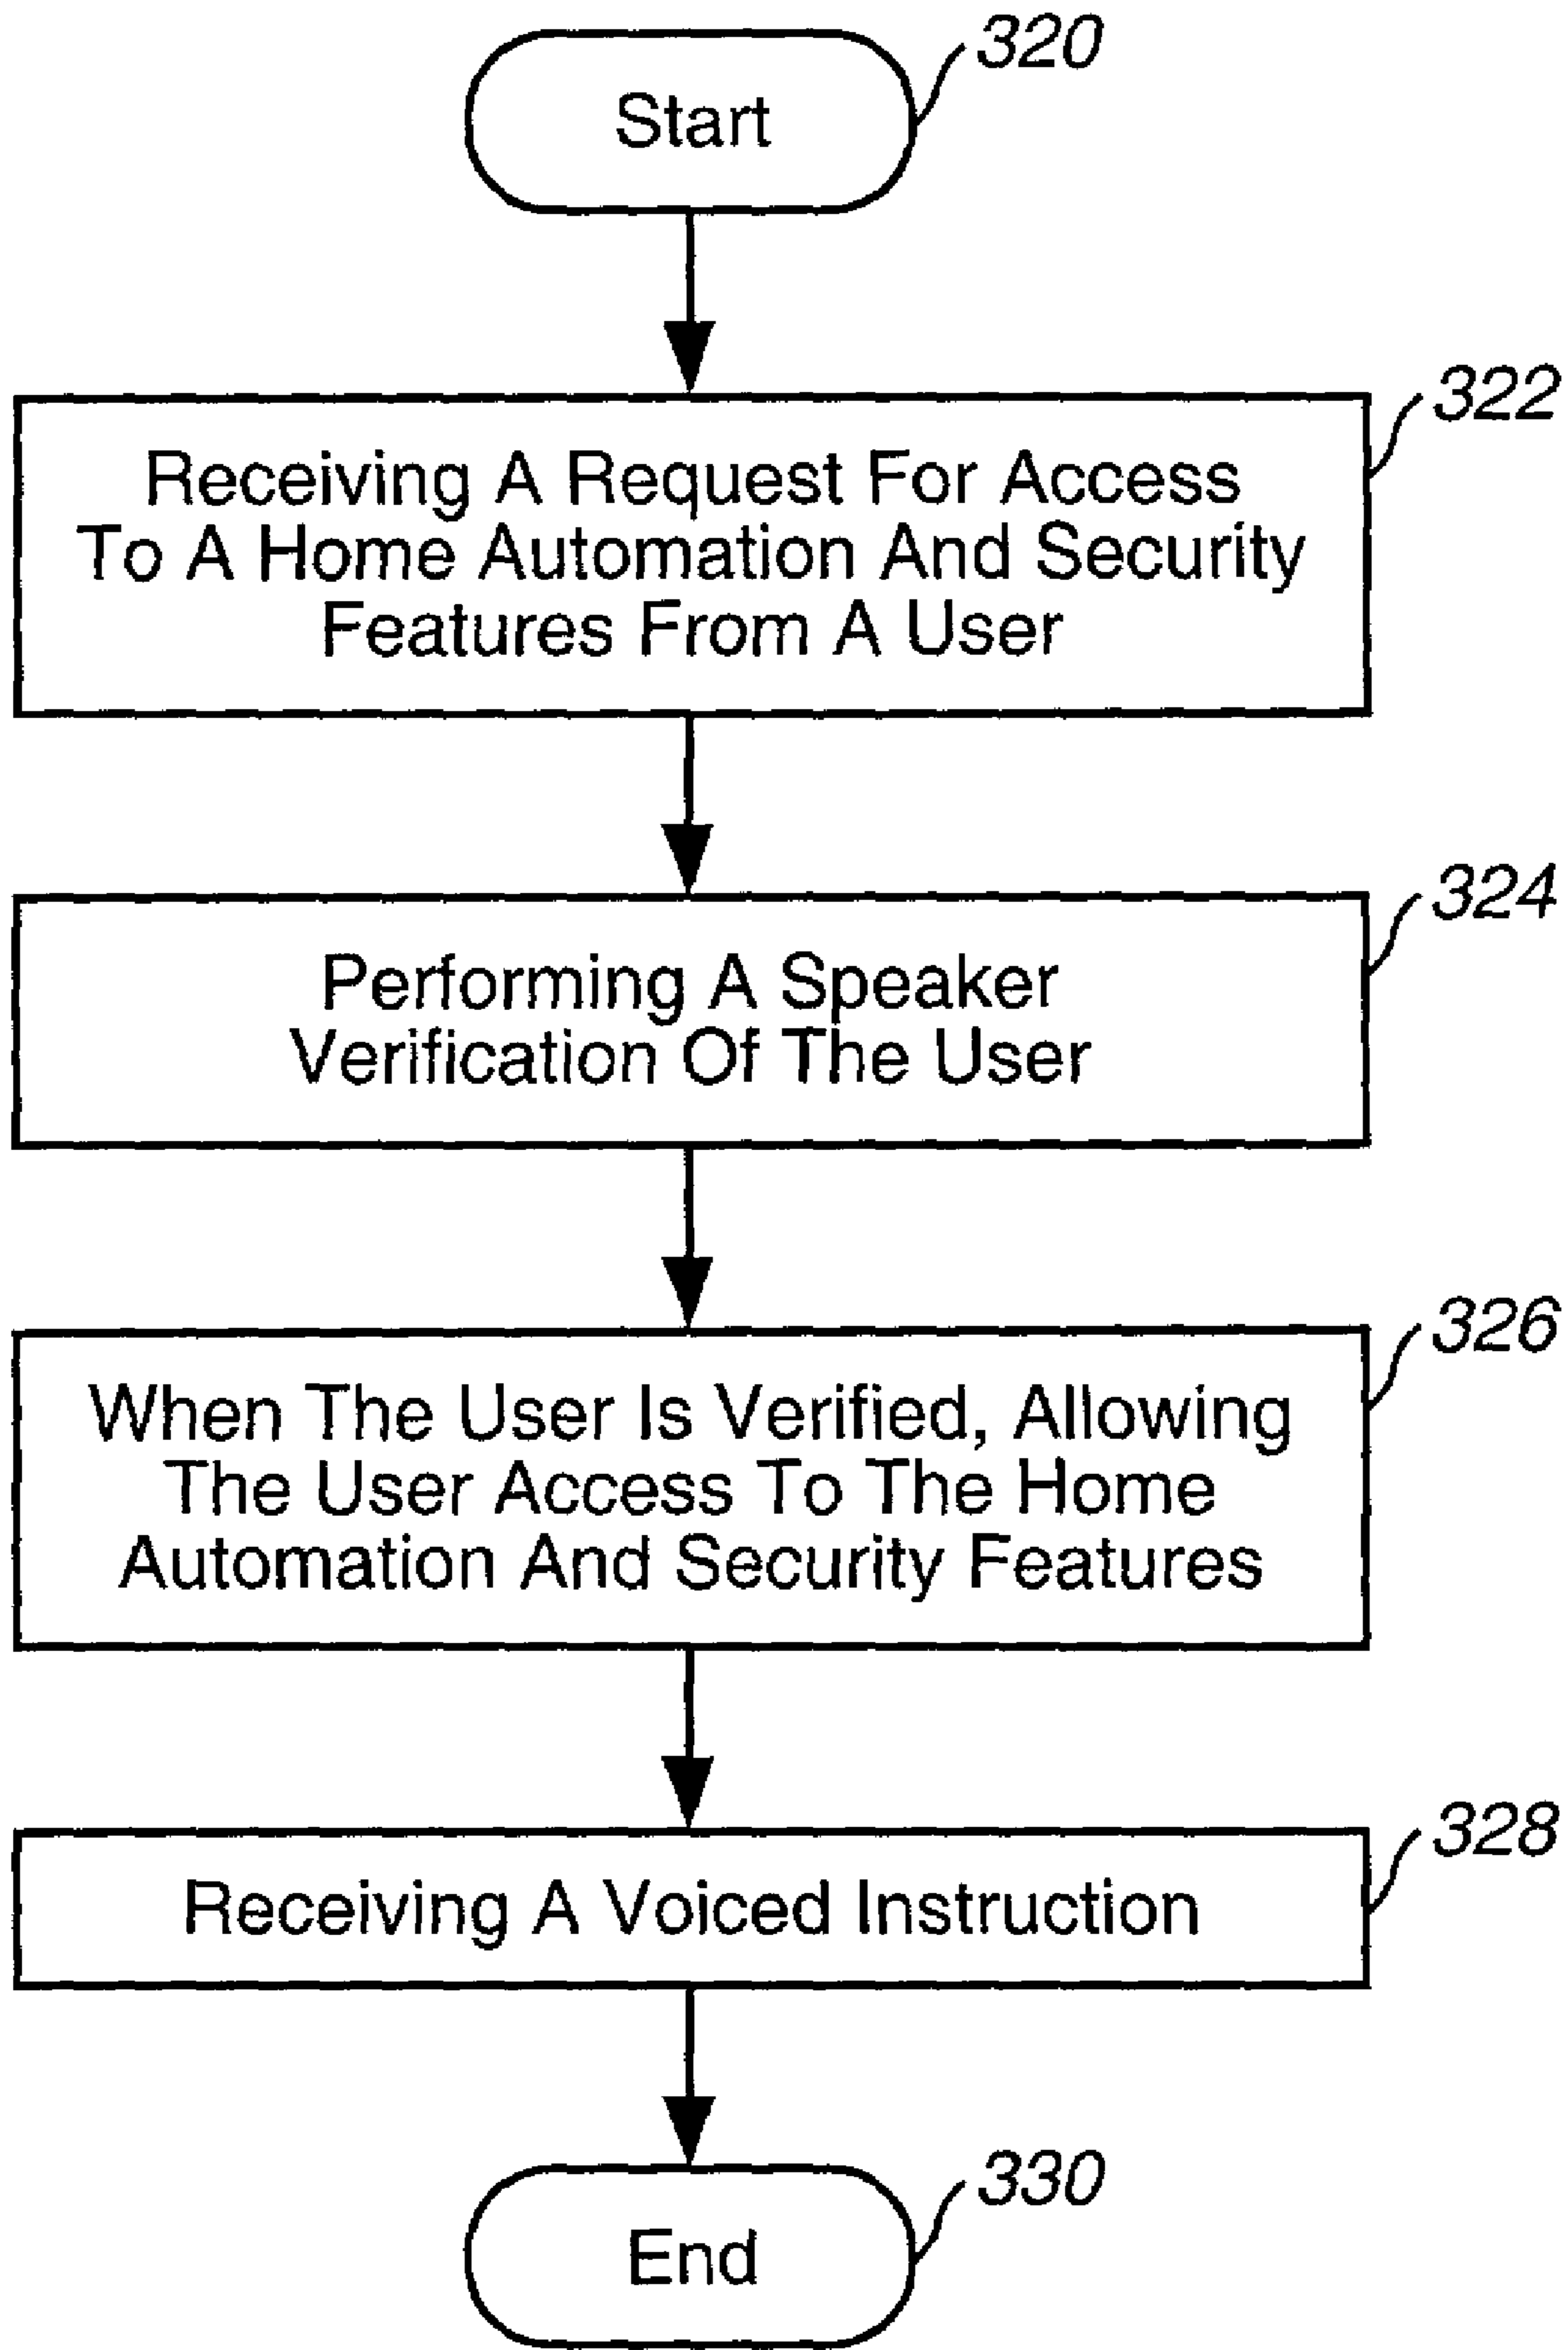 320
Start
322
Receiving A Request For Access
To A Home Automation And Security
Features From A User
324
Performing A Speaker
Verification Of The User
326
When The User Is Verified, Allowing
The User Access To The Home
Automation And Security Features
328
Receiving A Voiced Instruction
330
End